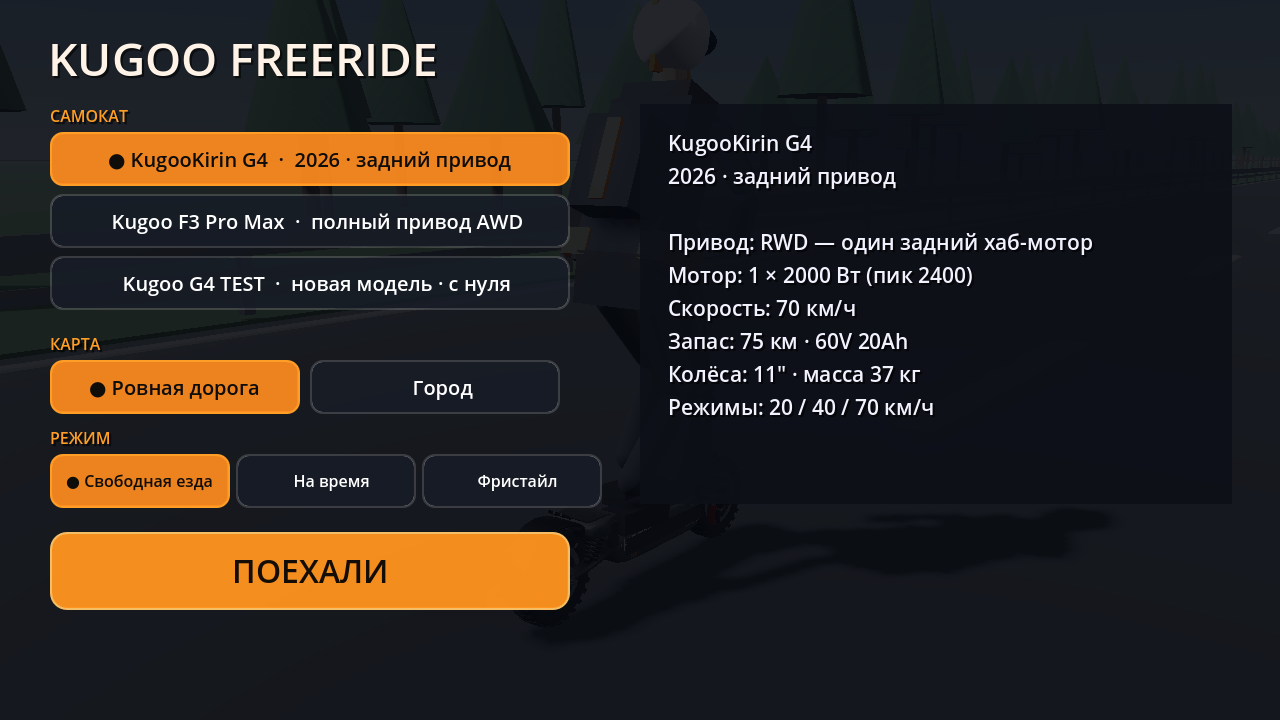 KUGOO FREERIDE
САМОКАТ
● KugooKirin G4 · 2026 · задний привод
Kugoo F3 Pro Max · полный привод AWD
Kugoo G4 TEST · новая модель · с нуля
КАРТА
● Ровная дорога
Город
РЕЖИМ
● Свободная езда
На время
Фристайл
ПОЕХАЛИ
KugooKirin G4
2026 · задний привод
Привод: RWD — один задний хаб-мотор
Мотор: 1 × 2000 Вт (пик 2400)
Скорость: 70 км/ч
Запас: 75 км · 60V 20Ah
Колёса: 11" · масса 37 кг
Режимы: 20 / 40 / 70 км/ч